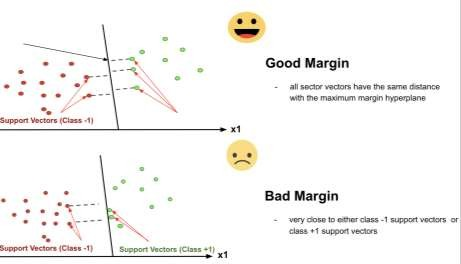 Good Margin
- all sector vectors have the same distance
with the maximum margin hyperplane
Support Vectors (Class -1)
x1
Bad Margin
- very close to either class -1 support vectors or
class +1 support vectors
Support Vectors (Class -1)
Support Vectors (Class +1)
x1